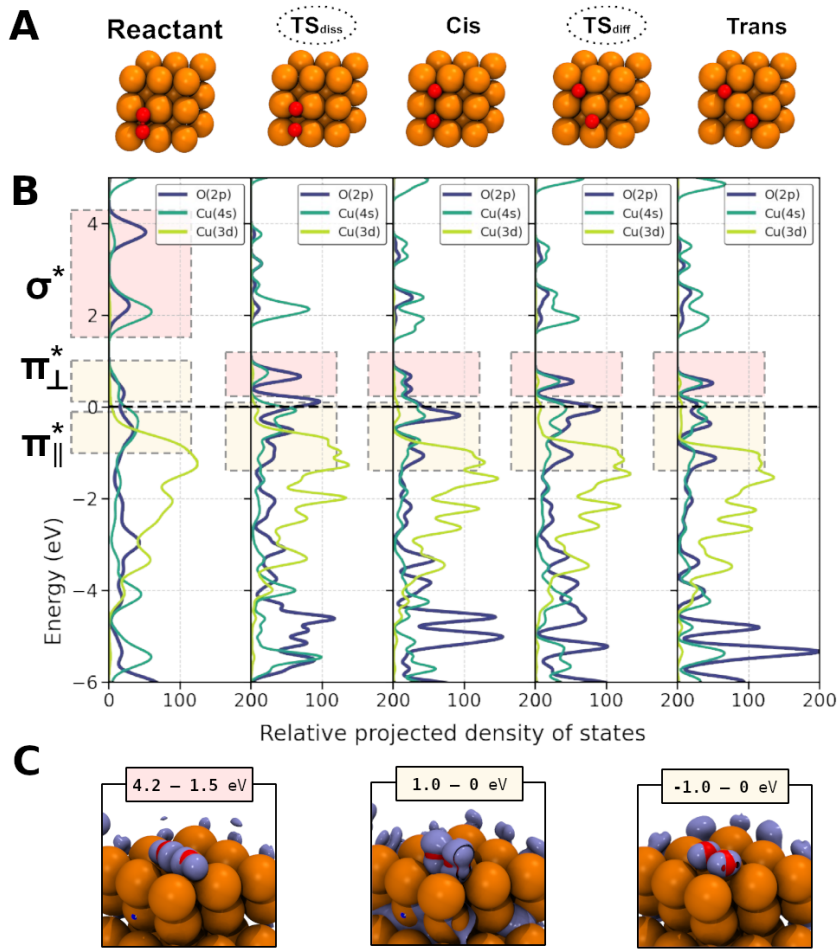 A
Reactant
TSdiss
Cis
TSdiff
Trans
B
O(2p)
Cu(4s)
Cu(3d)
O(2p)
Cu(4s)
Cu(3d)
O(2p)
Cu(4s)
Cu(3d)
O(2p)
Cu(4s)
Cu(3d)
O(2p)
Cu(4s)
Cu(3d)
σ*
π*⊥
π*∥
4
2
0
−2
−4
−6
Energy (eV)
0 100 200 100 200 100 200 100 200 100 200
Relative projected density of states
C
4.2 – 1.5 eV
1.0 – 0 eV
-1.0 – 0 eV